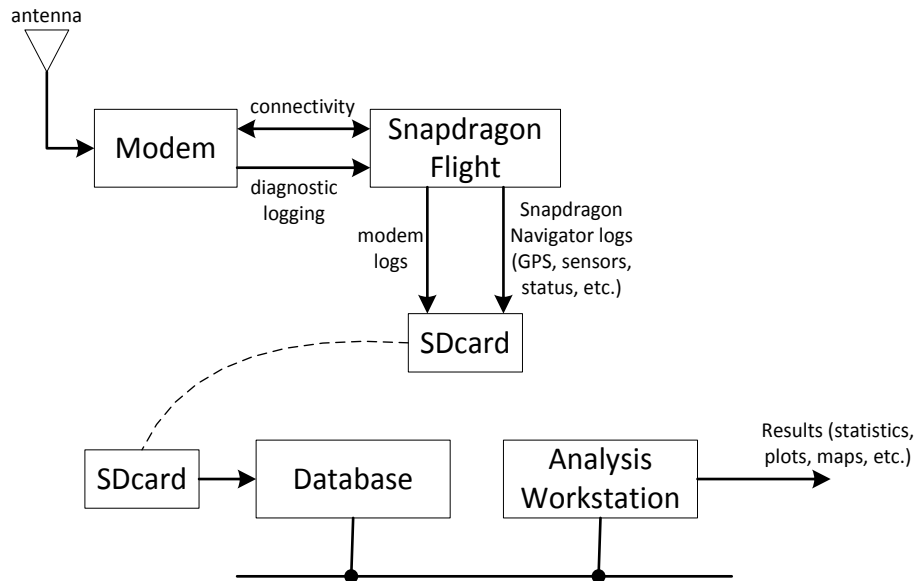 antenna
Modem
connectivity
diagnostic
logging
Snapdragon
Flight
modem
logs
Snapdragon
Navigator logs
(GPS, sensors,
status, etc.)
SDcard
SDcard
Database
Analysis
Workstation
Results (statistics,
plots, maps, etc.)